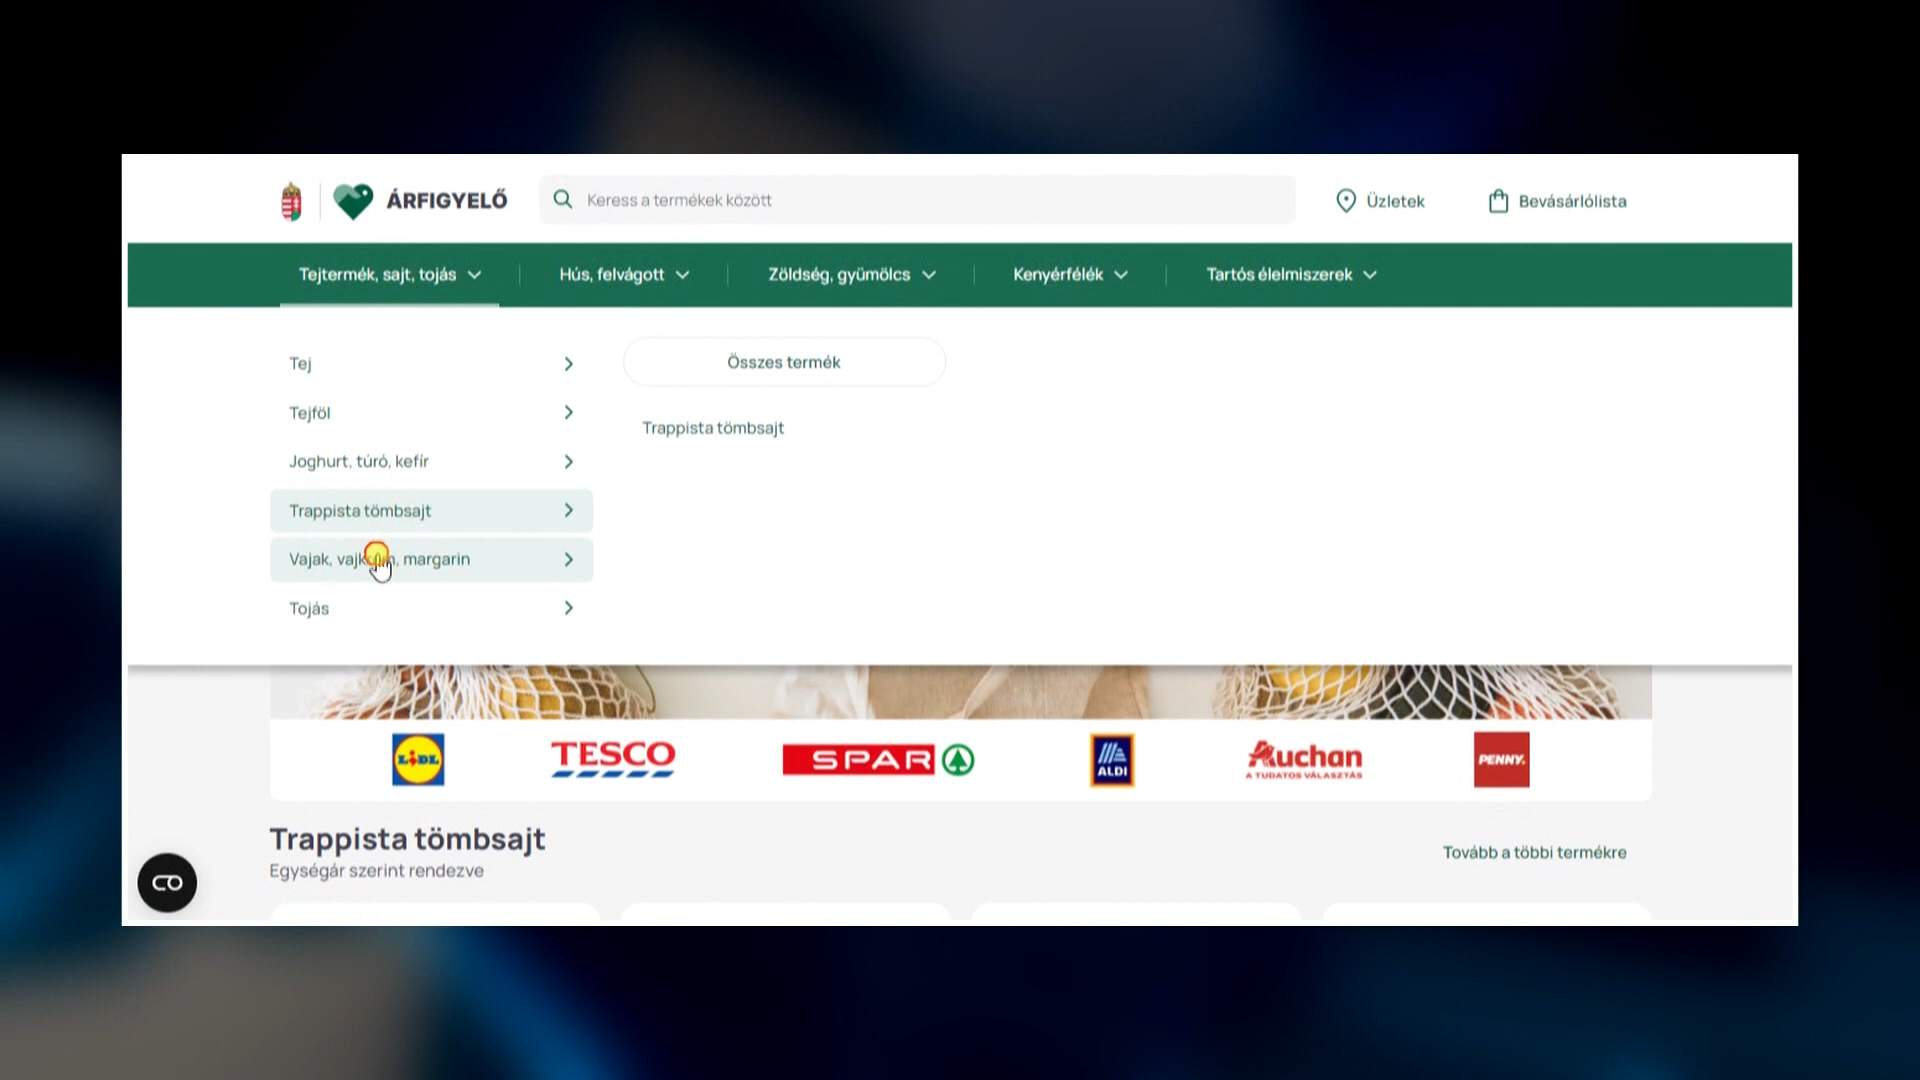 ÁRFIGYELŐ
Keress a termékek között
Üzletek
Bevásárlólista
Tejtermék, sajt, tojás
Hús, felvágott
Zöldség, gyümölcs
Kenyérfélék
Tartós élelmiszerek
Tej
Tejföl
Joghurt, túró, kefír
Trappista tömbsajt
Vajak, vajkrém, margarin
Tojás
Összes termék
Trappista tömbsajt
LIDL
TESCO
SPAR
ALDI
Auchan
A TUDATOS VÁLASZTÁS
PENNY.
Trappista tömbsajt
Egységár szerint rendezve
Tovább a többi termékre